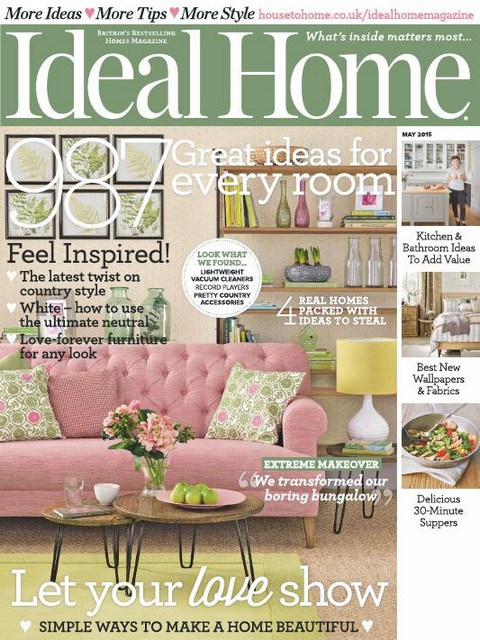 More Ideas ♥ More Tips ♥ More Style housetohome.co.uk/idealhomemagazine
BRITAIN'S BESTSELLING
HOMES MAGAZINE
What's inside matters most...
Ideal Home.
MAY 2015
987 Great ideas for
every room
Feel Inspired!
♥ The latest twist on
country style
♥ White – how to use
the ultimate neutral
♥ Love-forever furniture
for any look
LOOK WHAT
WE FOUND...
LIGHTWEIGHT
VACUUM CLEANERS
RECORD PLAYERS
PRETTY COUNTRY
ACCESSORIES
4 REAL HOMES
PACKED WITH
IDEAS TO STEAL
Kitchen &
Bathroom Ideas
To Add Value
Best New
Wallpapers
& Fabrics
Delicious
30-Minute
Suppers
EXTREME MAKEOVER
“We transformed our
boring bungalow”
Let your love show
♥ SIMPLE WAYS TO MAKE A HOME BEAUTIFUL ♥